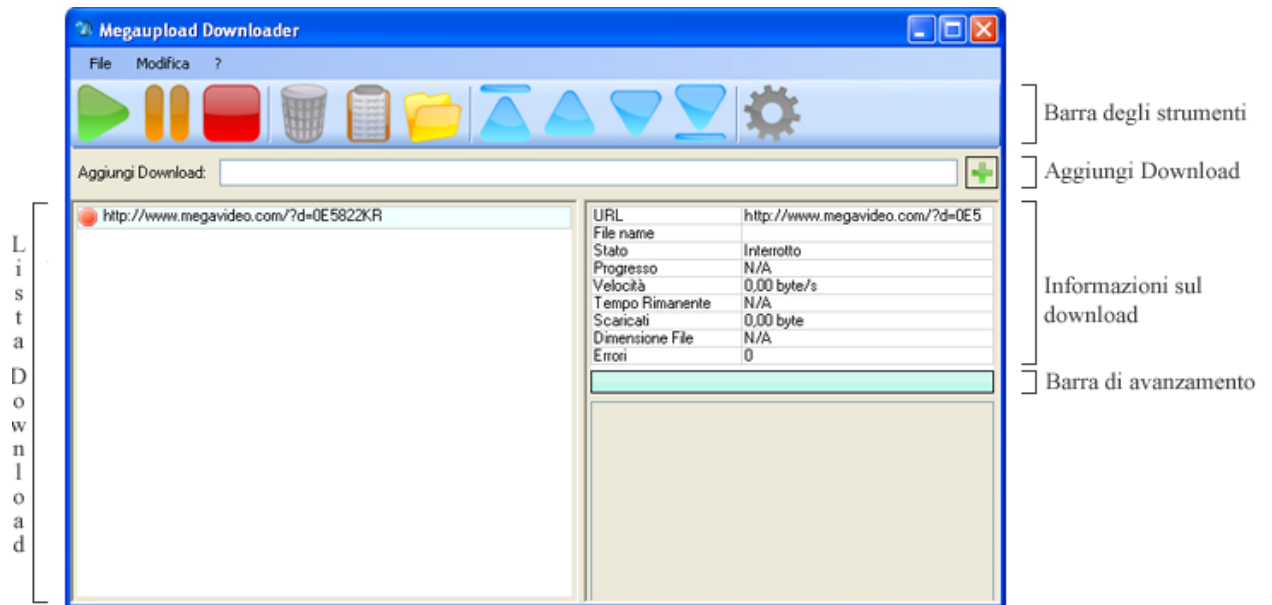 Megaupload Downloader
File Modifica ?
Barra degli strumenti
Aggiungi Download:
Aggiungi Download
http://www.megavideo.com/?d=0E5822KR
URL http://www.megavideo.com/?d=0E5
File name
Stato Interrotto
Progresso N/A
Velocità 0,00 byte/s
Tempo Rimanente N/A
Scaricati 0,00 byte
Dimensione File N/A
Errori 0
Informazioni sul
download
Barra di avanzamento
Lista Download